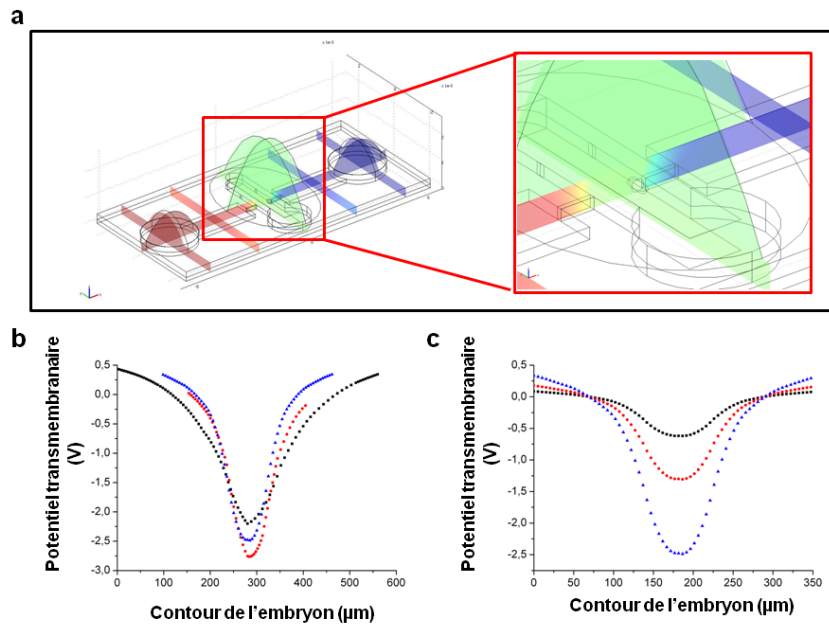 a
b
Potentiel transmembranaire
(V)
0,5
0,0
-0,5
-1,0
-1,5
-2,0
-2,5
-3,0
0 100 200 300 400 500 600
Contour de l'embryon (µm)
c
Potentiel transmembranaire
(V)
0,5
0,0
-0,5
-1,0
-1,5
-2,0
-2,5
0 50 100 150 200 250 300 350
Contour de l'embryon (µm)